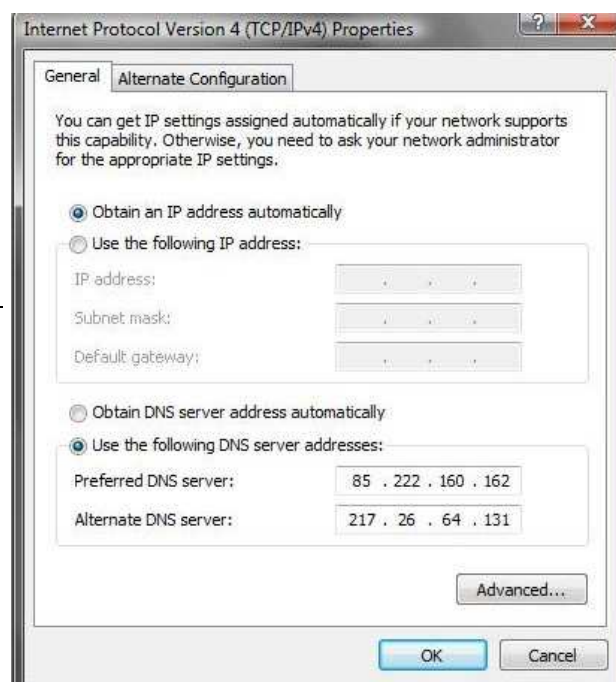 Internet Protocol Version 4 (TCP/IPv4) Properties
? X
General Alternate Configuration
You can get IP settings assigned automatically if your network supports
this capability. Otherwise, you need to ask your network administrator
for the appropriate IP settings.
Obtain an IP address automatically
Use the following IP address:
IP address: . . .
Subnet mask: . . .
Default gateway: . . .
Obtain DNS server address automatically
Use the following DNS server addresses:
Preferred DNS server: 85 . 222 . 160 . 162
Alternate DNS server: 217 . 26 . 64 . 131
Advanced...
OK Cancel